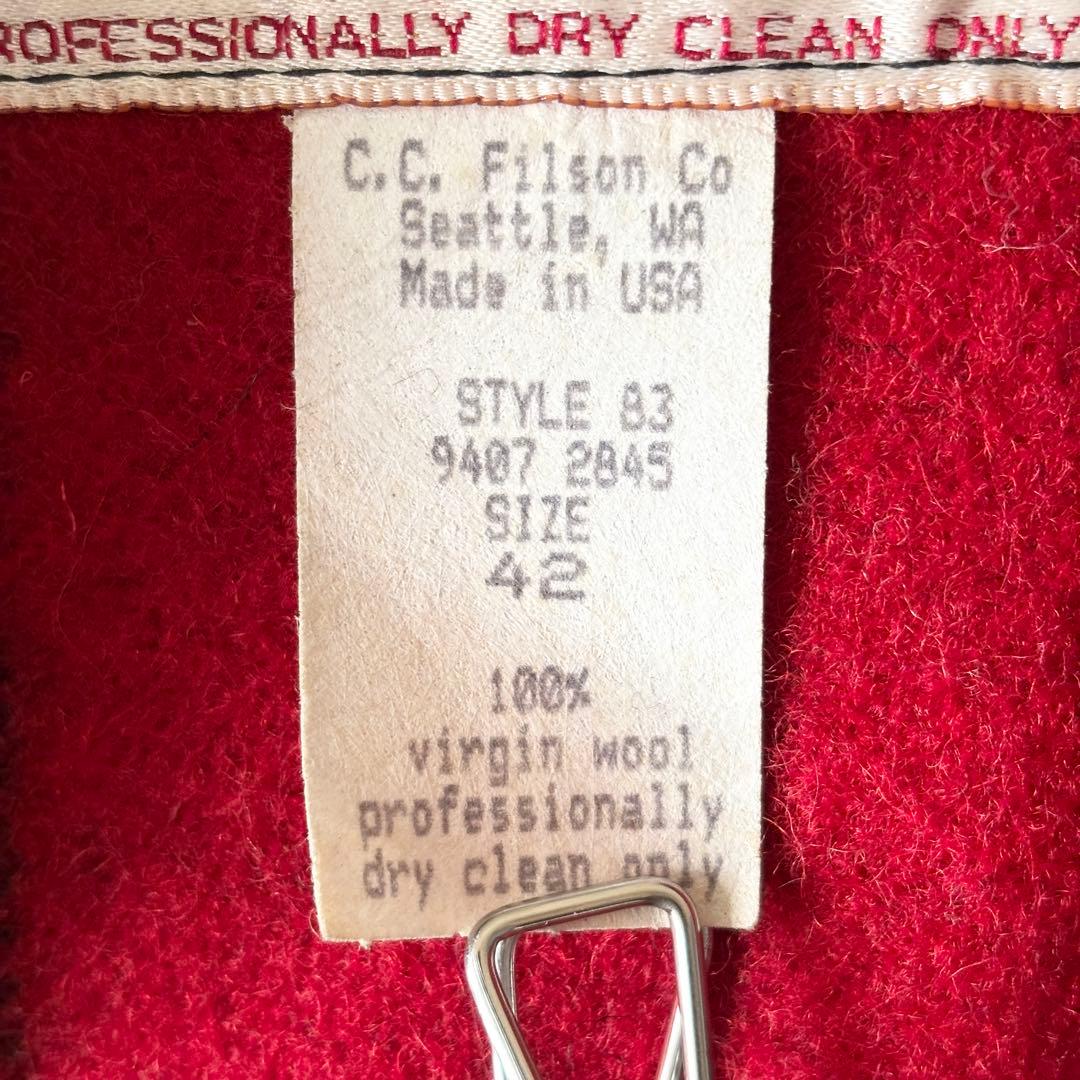 ROFESSIONALLY DRY CLEAN ONLY
C.C. Filson Co
Seattle, WA
Made in USA
STYLE 83
9407 2845
SIZE
42
100%
virgin wool
professionally
dry clean only